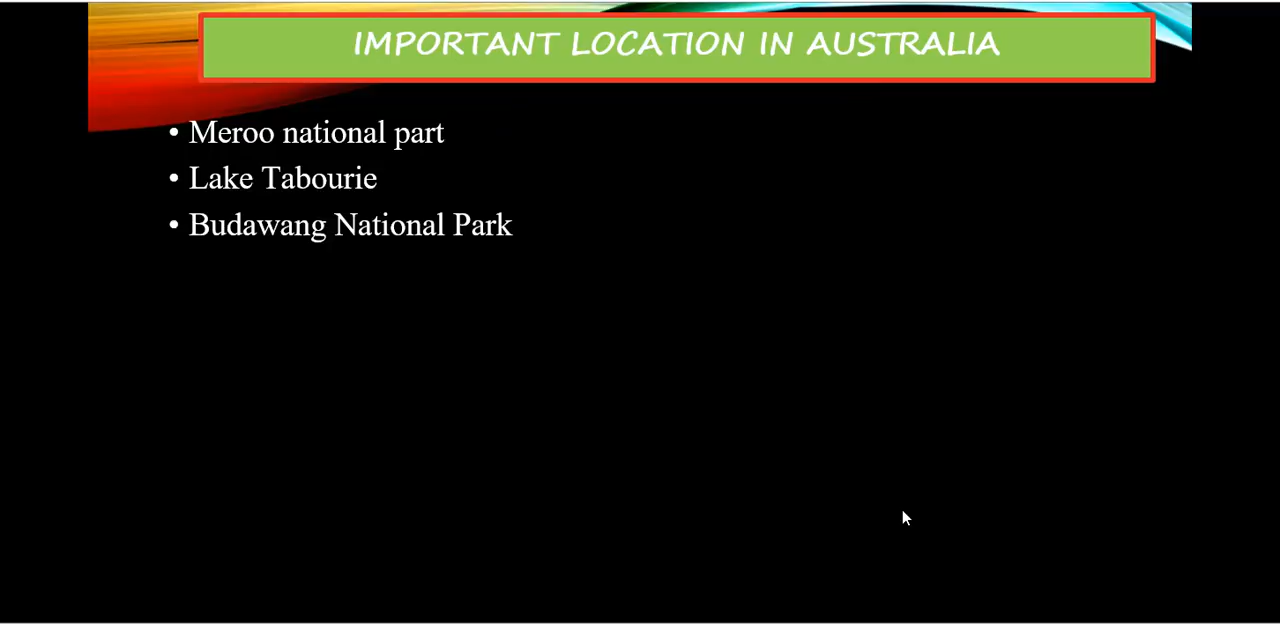 IMPORTANT LOCATION IN AUSTRALIA
• Meroo national part
• Lake Tabourie
• Budawang National Park